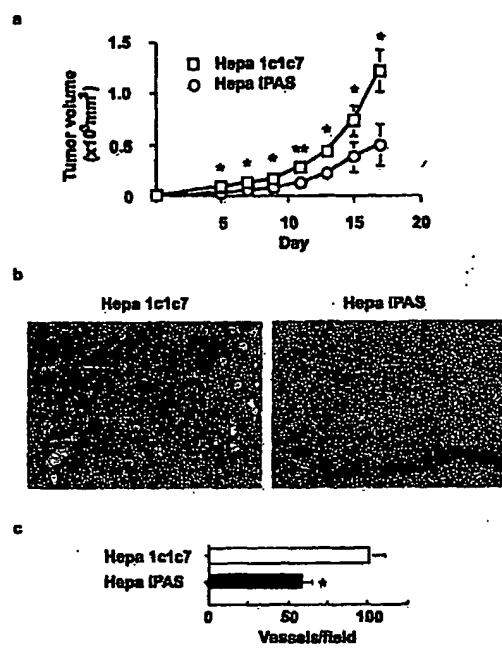 a
1.5
1.0
0.5
0
Tumor volume
(x10³mm³)
Hepa 1c1c7
Hepa IPAS
*
*
*
**
*
*
*
5
10
15
20
Day
b
Hepa 1c1c7
Hepa IPAS
c
Hepa 1c1c7
Hepa IPAS
*
0
50
100
Vessels/field